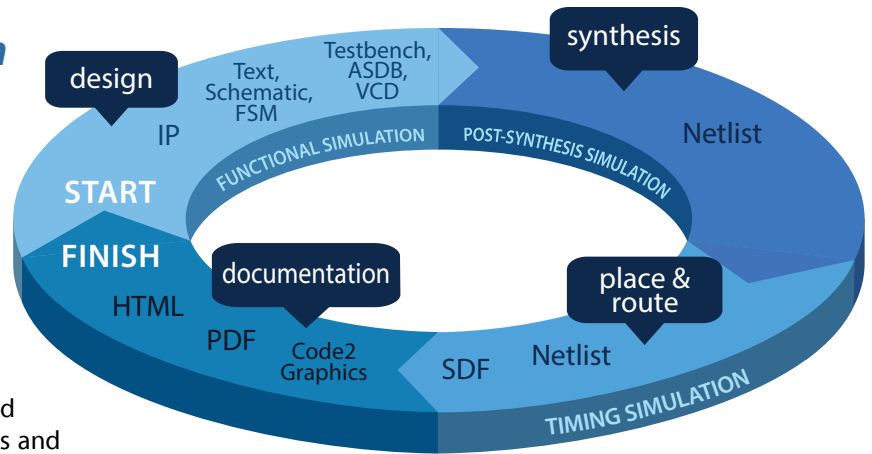 design
Text,
Schematic,
FSM
Testbench,
ASDB,
VCD
IP
START
FUNCTIONAL SIMULATION
synthesis
Netlist
POST-SYNTHESIS SIMULATION
place &
route
Netlist
SDF
TIMING SIMULATION
documentation
Code2
Graphics
PDF
HTML
FINISH
s and